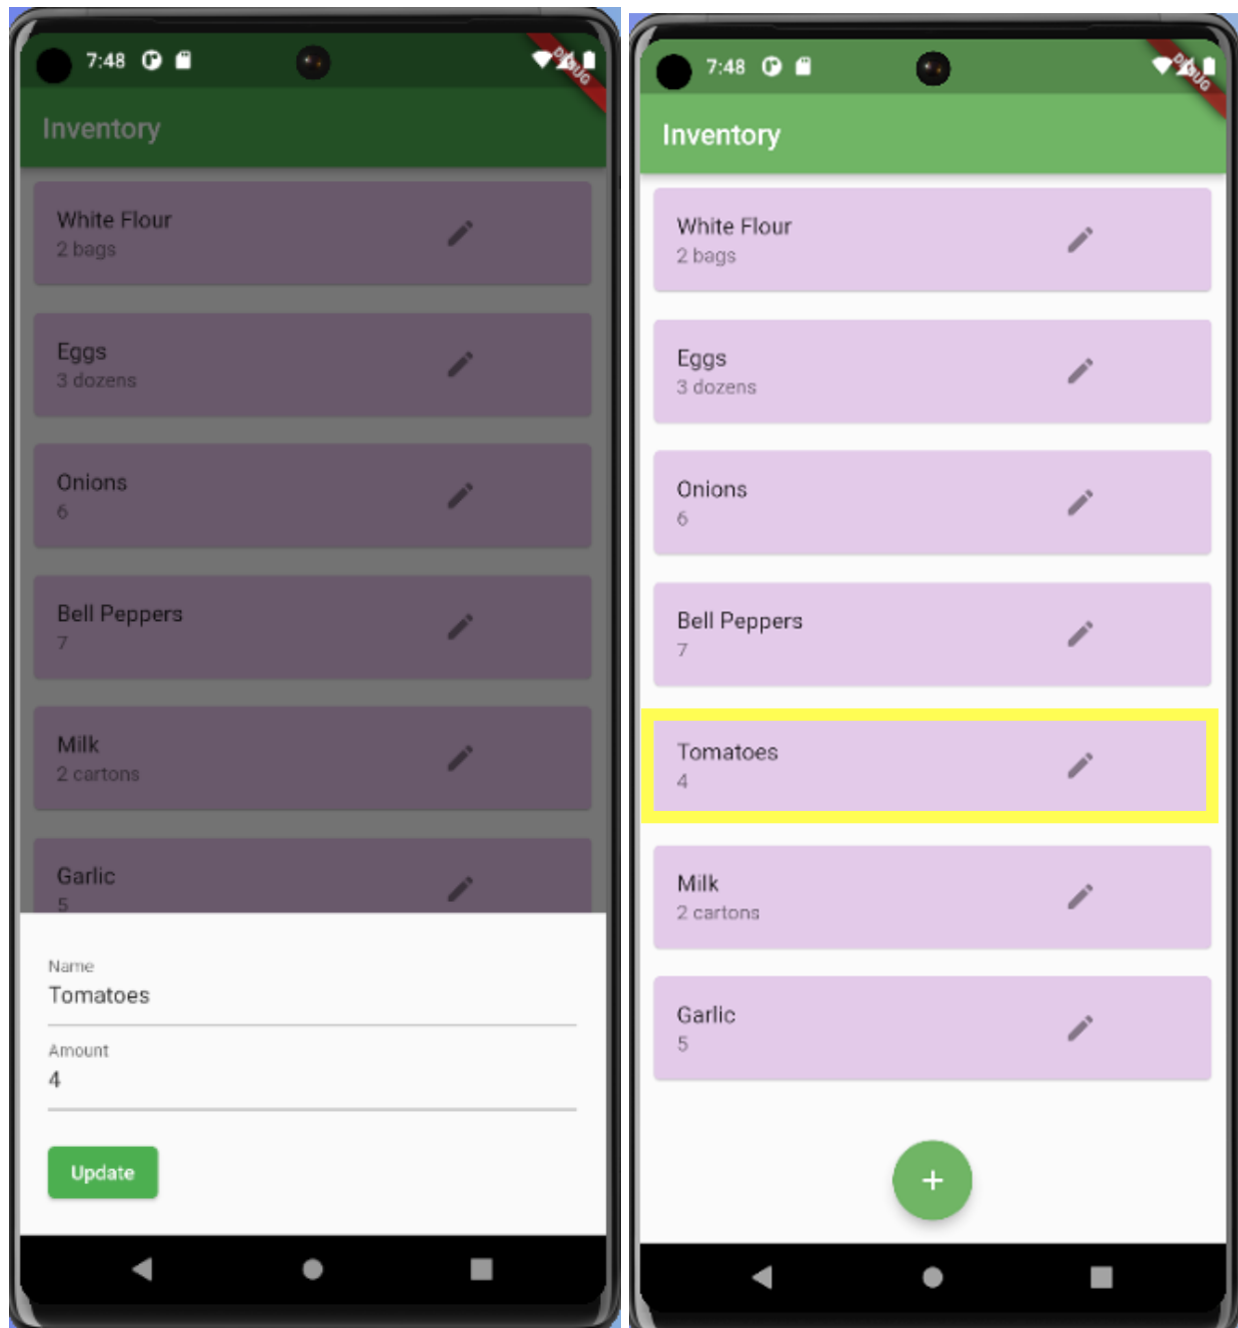 7:48
DEBUG
Inventory
White Flour
2 bags
Eggs
3 dozens
Onions
6
Bell Peppers
7
Milk
2 cartons
Garlic
5
Name
Tomatoes
Amount
4
Update
7:48
DEBUG
Inventory
White Flour
2 bags
Eggs
3 dozens
Onions
6
Bell Peppers
7
Tomatoes
4
Milk
2 cartons
Garlic
5
+